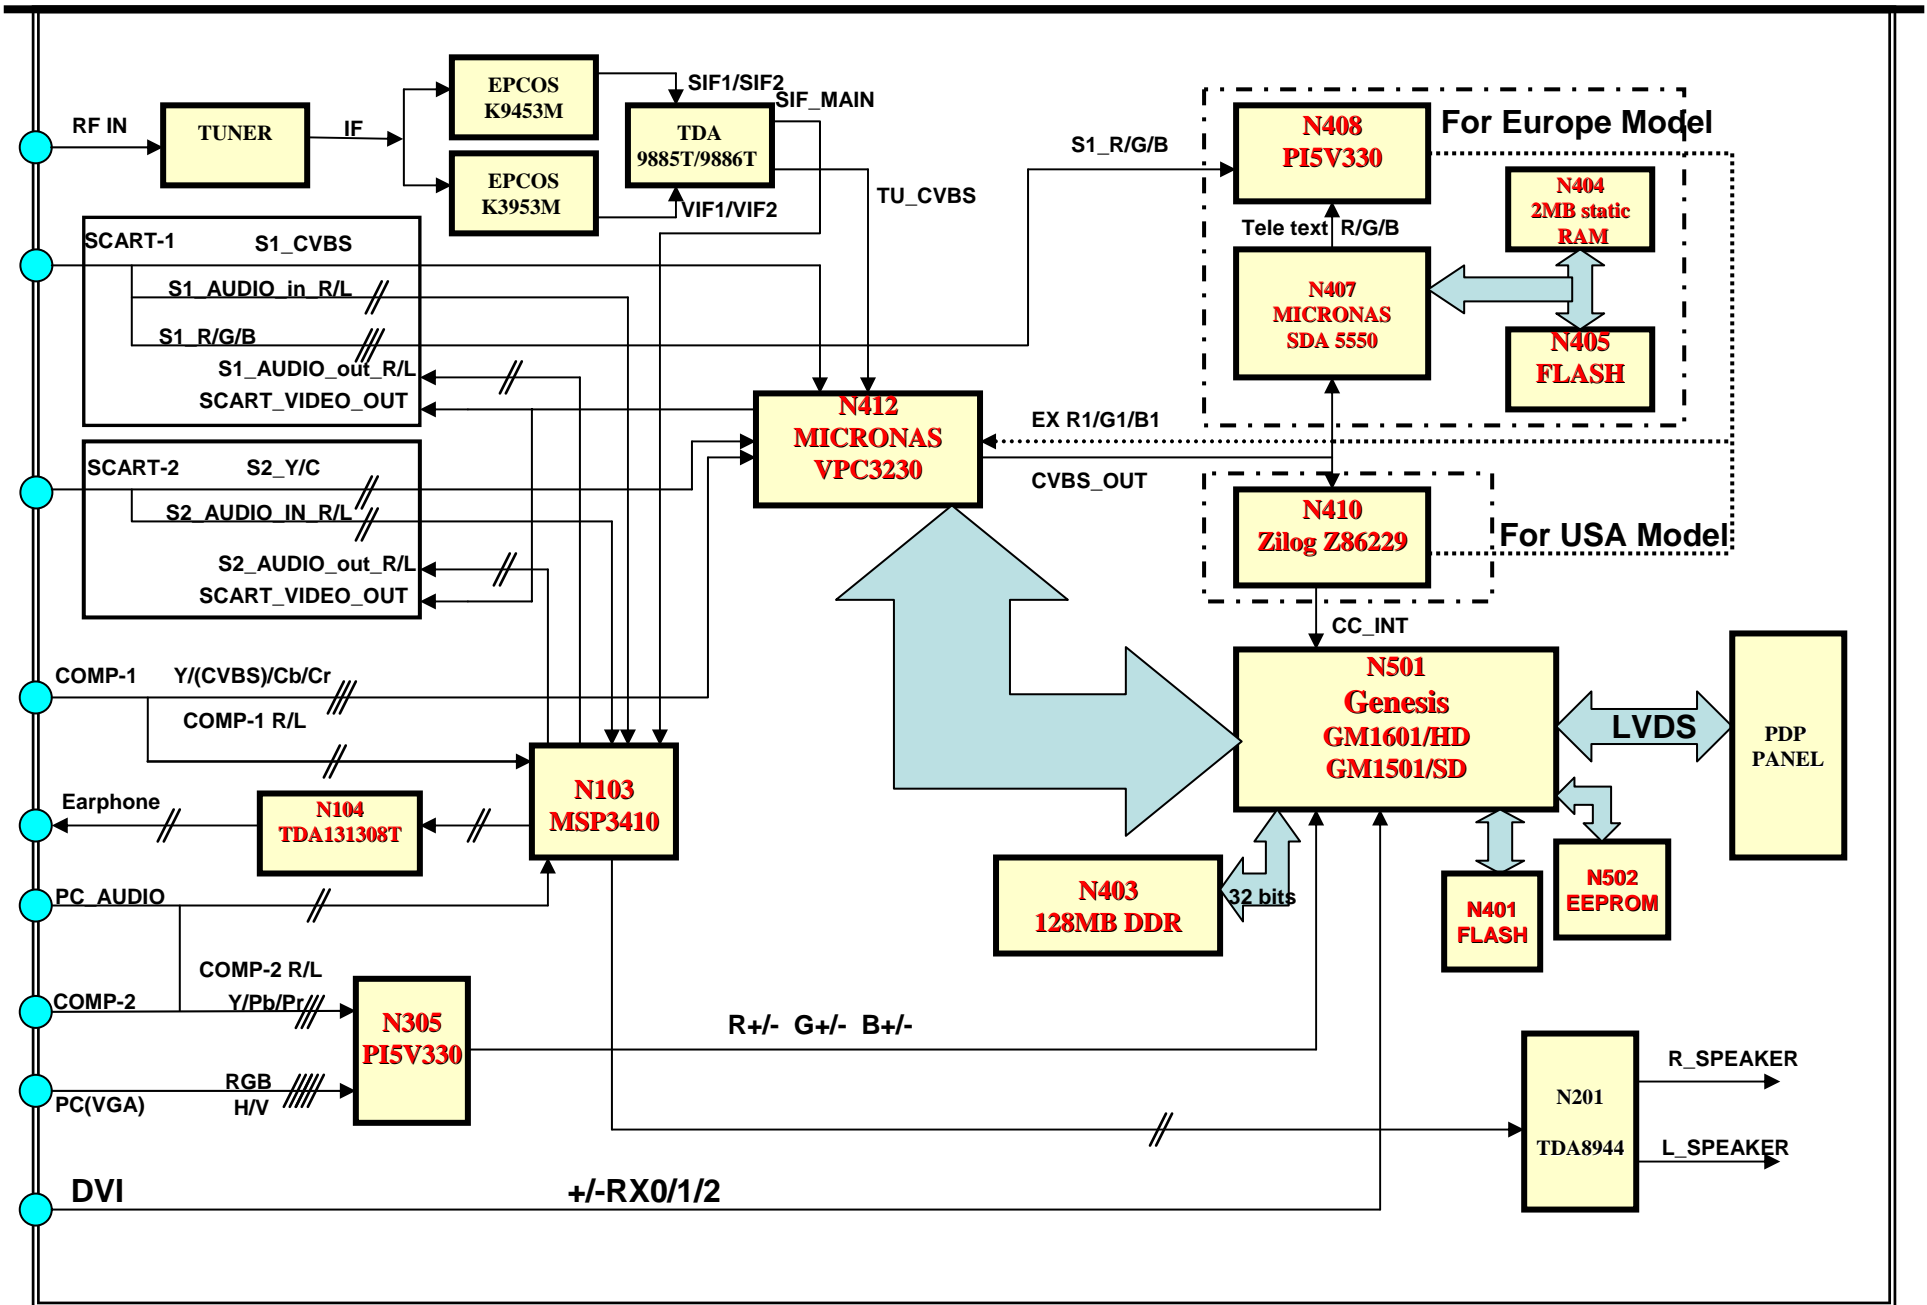 RF IN
TUNER
IF
EPCOS
K9453M
EPCOS
K3953M
SIF1/SIF2
VIF1/VIF2
TDA
9885T/9886T
SIF_MAIN
TU_CVBS
S1_R/G/B
N408
PI5V330
For Europe Model
N404
2MB static
RAM
Tele text R/G/B
N407
MICRONAS
SDA 5550
N405
FLASH
SCART-1
S1_CVBS
S1_AUDIO_in_R/L
S1_R/G/B
S1_AUDIO_out_R/L
SCART_VIDEO_OUT
N412
MICRONAS
VPC3230
EX R1/G1/B1
CVBS_OUT
SCART-2
S2_Y/C
S2_AUDIO_IN_R/L
S2_AUDIO_out_R/L
SCART_VIDEO_OUT
N410
Zilog Z86229
For USA Model
CC_INT
COMP-1
Y/(CVBS)/Cb/Cr
COMP-1 R/L
N501
Genesis
GM1601/HD
GM1501/SD
LVDS
PDP
PANEL
Earphone
N104
TDA131308T
N103
MSP3410
N403
128MB DDR
32 bits
N401
FLASH
N502
EEPROM
PC_AUDIO
COMP-2 R/L
COMP-2
Y/Pb/Pr
N305
PI5V330
R+/- G+/- B+/-
PC(VGA)
RGB
H/V
N201
TDA8944
R_SPEAKER
L_SPEAKER
DVI
+/-RX0/1/2